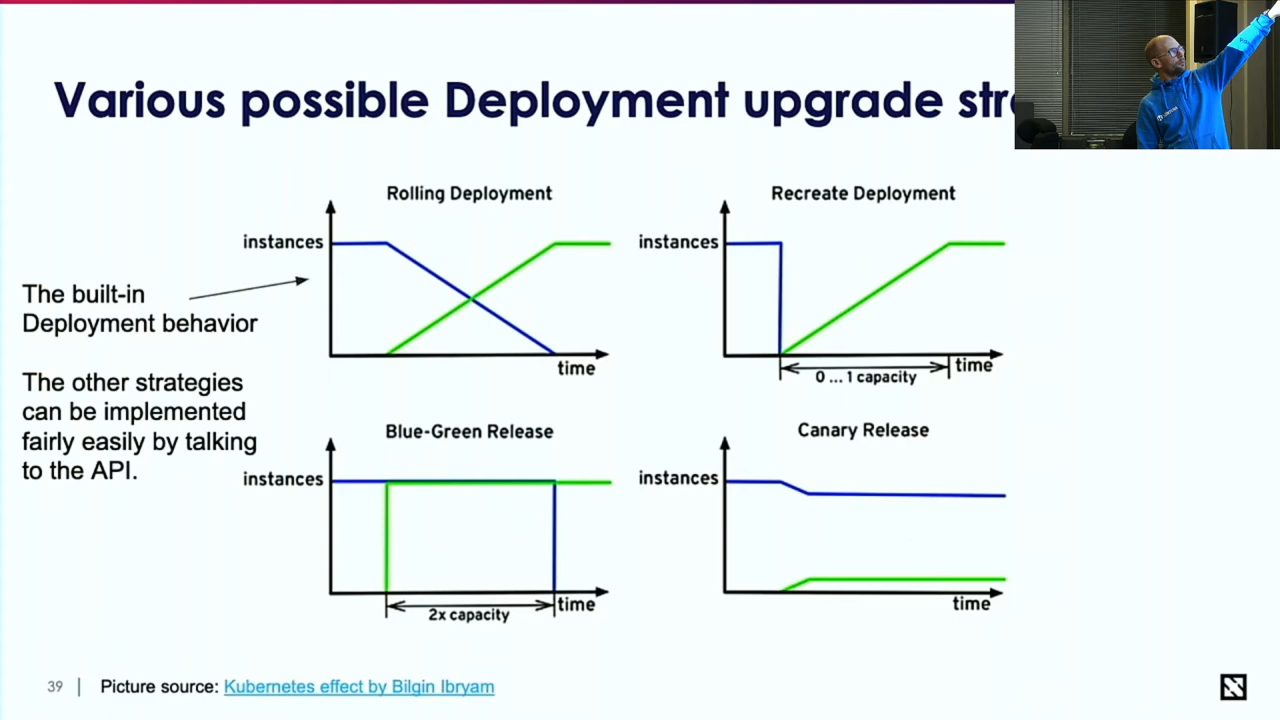 Various possible Deployment upgrade
The built-in
Deployment behavior
The other strategies
can be implemented
fairly easily by talking
to the API.
Rolling Deployment
instances
time
Recreate Deployment
instances
time
0 ... 1 capacity
Blue-Green Release
instances
time
2x capacity
Canary Release
instances
time
39 | Picture source: Kubernetes effect by Bilgin Ibryam